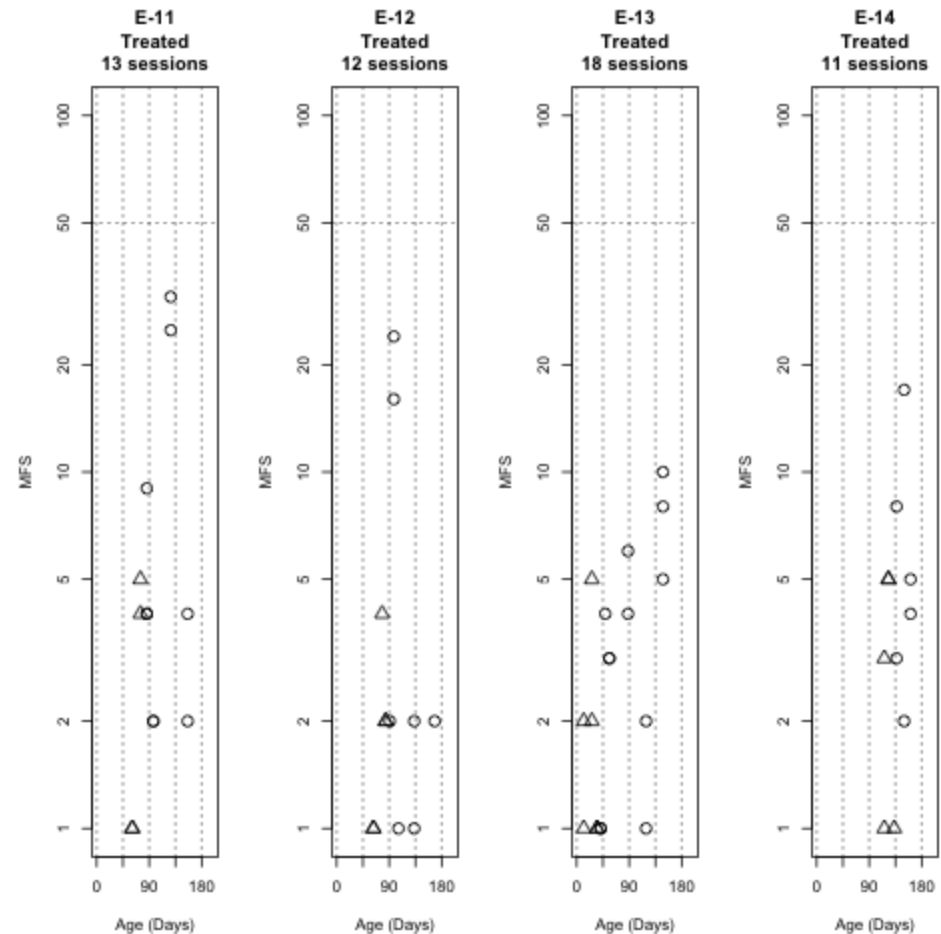 E-11
Treated
13 sessions
E-12
Treated
12 sessions
E-13
Treated
18 sessions
E-14
Treated
11 sessions
MFS
100
50
20
10
5
2
1
0 90 180
Age (Days)
MFS
100
50
20
10
5
2
1
0 90 180
Age (Days)
MFS
100
50
20
10
5
2
1
0 90 180
Age (Days)
MFS
100
50
20
10
5
2
1
0 90 180
Age (Days)